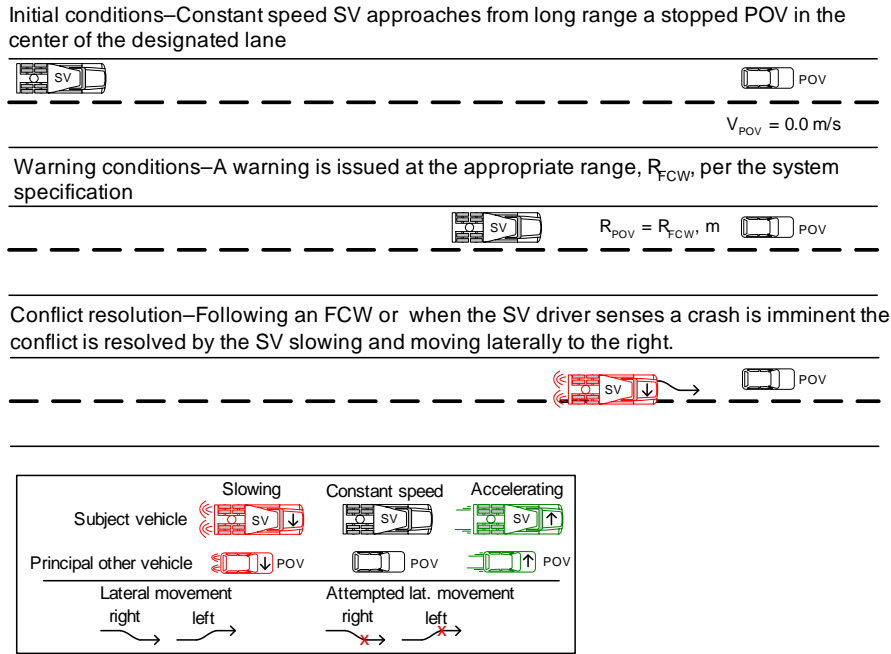 Initial conditions–Constant speed SV approaches from long range a stopped POV in the
center of the designated lane
SV
POV
V_POV = 0.0 m/s
Warning conditions–A warning is issued at the appropriate range, R_FCW, per the system
specification
SV R_POV = R_FCW, m POV
Conflict resolution–Following an FCW or when the SV driver senses a crash is imminent the
conflict is resolved by the SV slowing and moving laterally to the right.
SV POV
Slowing Constant speed Accelerating
Subject vehicle SV SV SV
Principal other vehicle POV POV POV
Lateral movement Attempted lat. movement
right left right left
x x